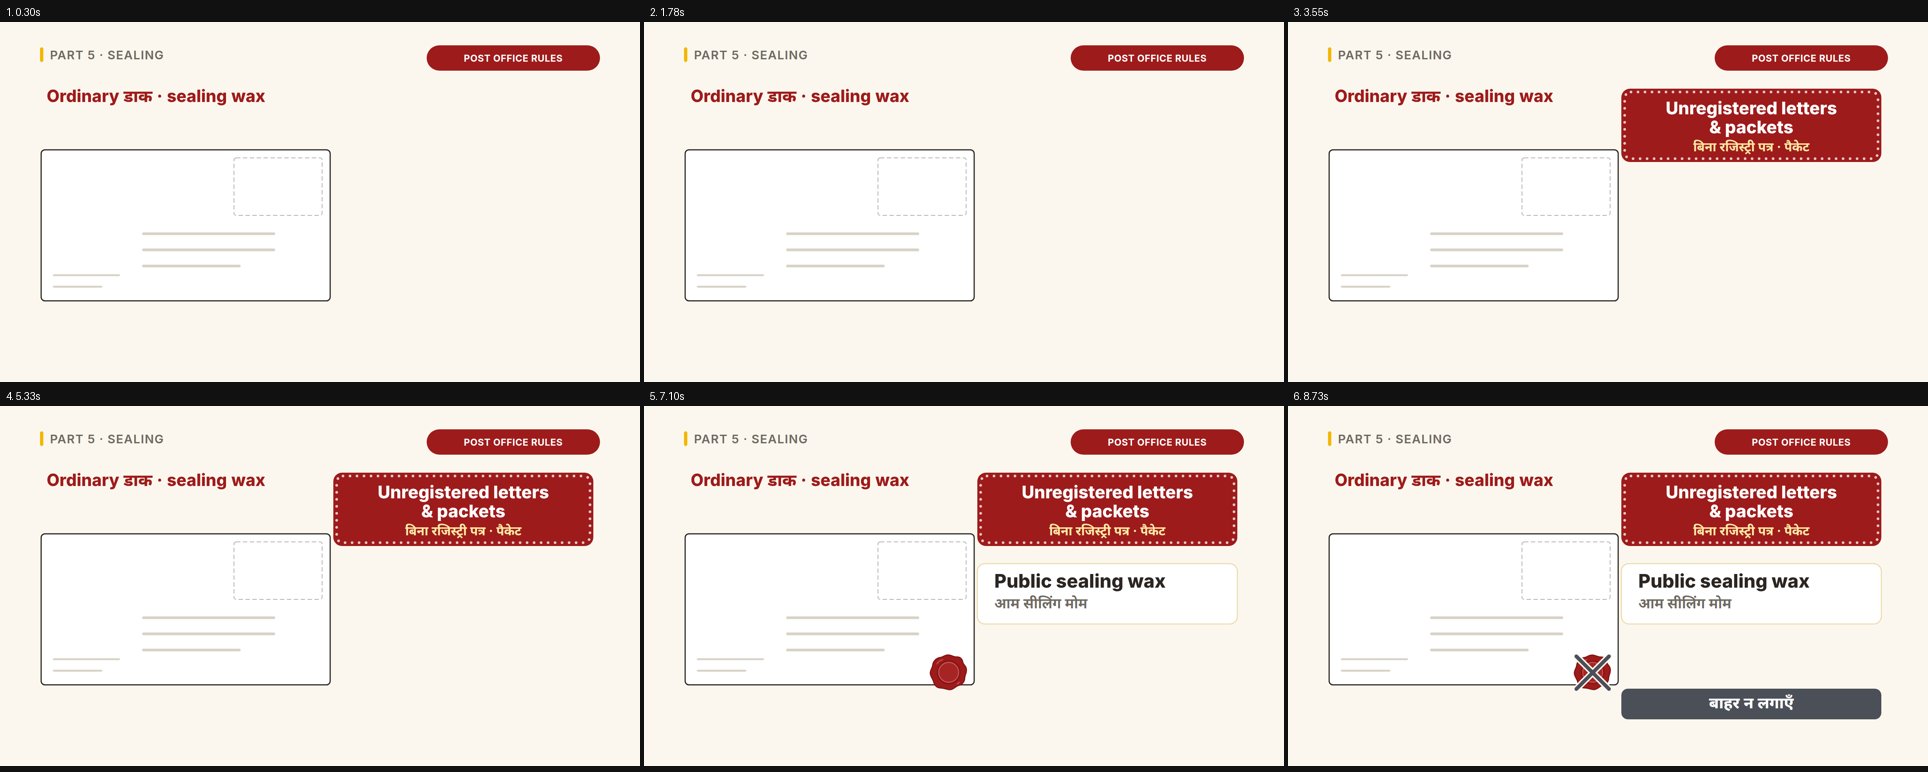 1. 0.30s
PART 5 · SEALING
POST OFFICE RULES
Ordinary डाक · sealing wax
2. 1.78s
PART 5 · SEALING
POST OFFICE RULES
Ordinary डाक · sealing wax
3. 3.55s
PART 5 · SEALING
POST OFFICE RULES
Ordinary डाक · sealing wax
Unregistered letters
& packets
बिना रजिस्ट्री पत्र · पैकेट
4. 5.33s
PART 5 · SEALING
POST OFFICE RULES
Ordinary डाक · sealing wax
Unregistered letters
& packets
बिना रजिस्ट्री पत्र · पैकेट
5. 7.10s
PART 5 · SEALING
POST OFFICE RULES
Ordinary डाक · sealing wax
Unregistered letters
& packets
बिना रजिस्ट्री पत्र · पैकेट
Public sealing wax
आम सीलिंग मोम
6. 8.73s
PART 5 · SEALING
POST OFFICE RULES
Ordinary डाक · sealing wax
Unregistered letters
& packets
बिना रजिस्ट्री पत्र · पैकेट
Public sealing wax
आम सीलिंग मोम
बाहर न लगाएँ